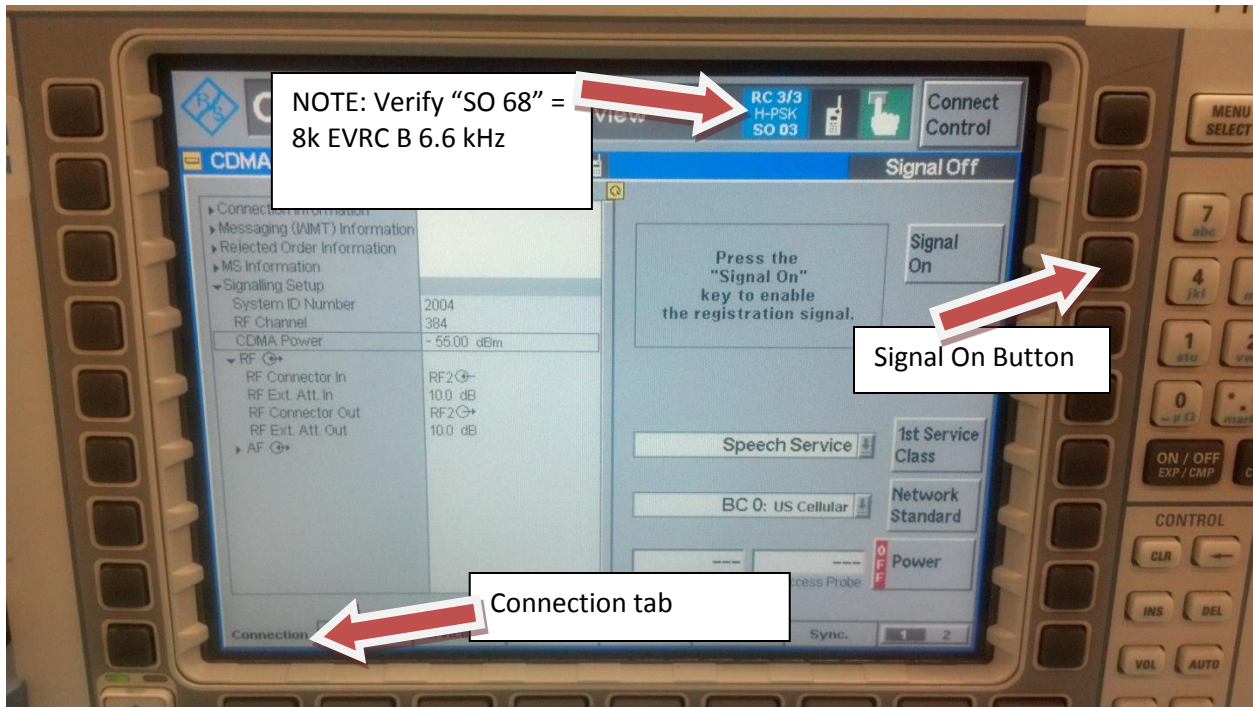 NOTE: Verify “SO 68” =
8k EVRC B 6.6 kHz
RC 3/3
H-PSK
SO 03
Connect
Control
MENU
SELECT
CDMA
Signal Off
Connection Information
Messaging (WMT) Information
Rejected Order Information
MS Information
Signalling Setup
System ID Number 2004
RF Channel 384
CDMA Power - 55.00 dBm
RF
RF Connector In RF2
RF Ext. Att. In 10.0 dB
RF Connector Out RF2
RF Ext. Att. Out 10.0 dB
AF
Press the
"Signal On"
key to enable
the registration signal.
Signal
On
Signal On Button
Speech Service
1st Service
Class
BC 0: US Cellular
Network
Standard
--- ---
OFF
Power
Connection tab
Connection
Sync.
1 2
7
abc
4
jkl
1
stu
0
ON / OFF
EXP / CMP
CONTROL
CLR
INS DEL
VOL AUTO